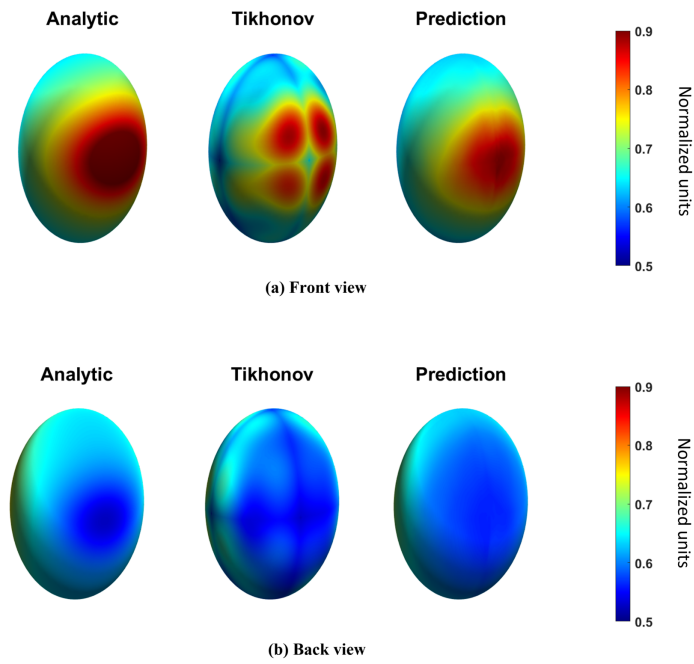 Analytic Tikhonov Prediction
0.9
0.8
0.7
0.6
0.5
Normalized units
(a) Front view
Analytic Tikhonov Prediction
0.9
0.8
0.7
0.6
0.5
Normalized units
(b) Back view